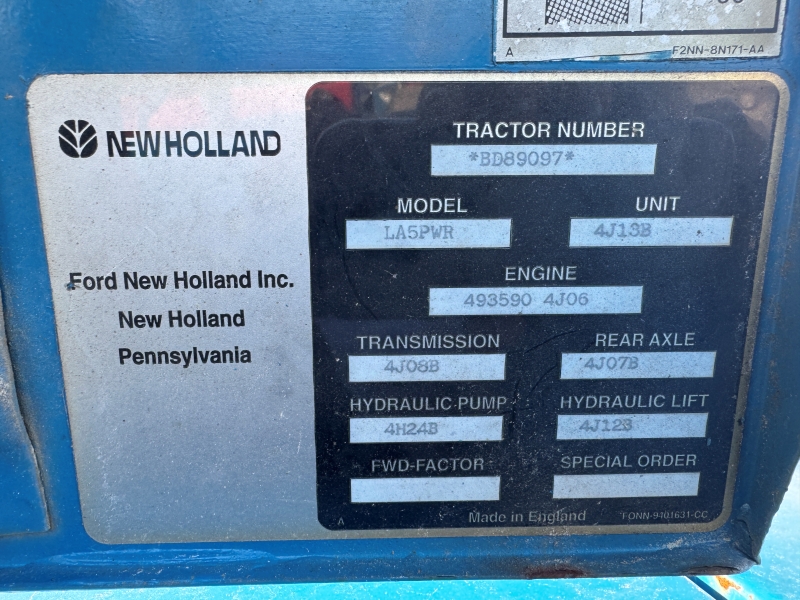 A F2NN-8N171-AA
NEW HOLLAND
Ford New Holland Inc.
New Holland
Pennsylvania
TRACTOR NUMBER
*BD89097*
MODEL UNIT
LA5PWR 4J13B
ENGINE
493590 4J06
TRANSMISSION REAR AXLE
4J08B 4J07B
HYDRAULIC PUMP HYDRAULIC LIFT
4H24B 4J12B
FWD-FACTOR SPECIAL ORDER
A Made in England FONN-9401631-CC